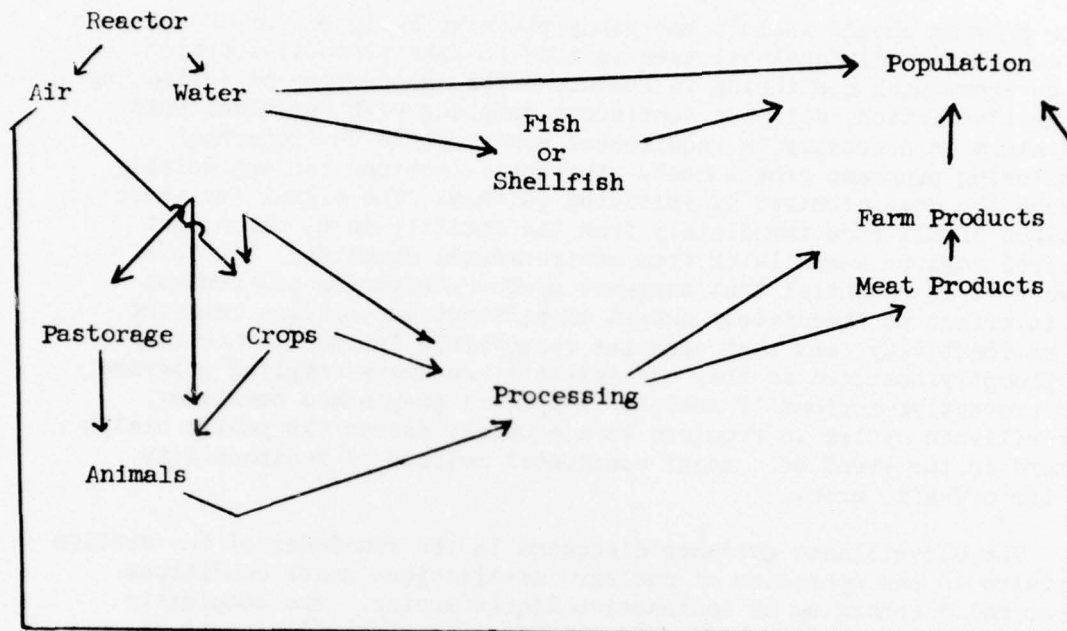 Reactor
Air
Water
Population
Fish
or
Shellfish
Farm Products
Meat Products
Pastorage
Crops
Processing
Animals